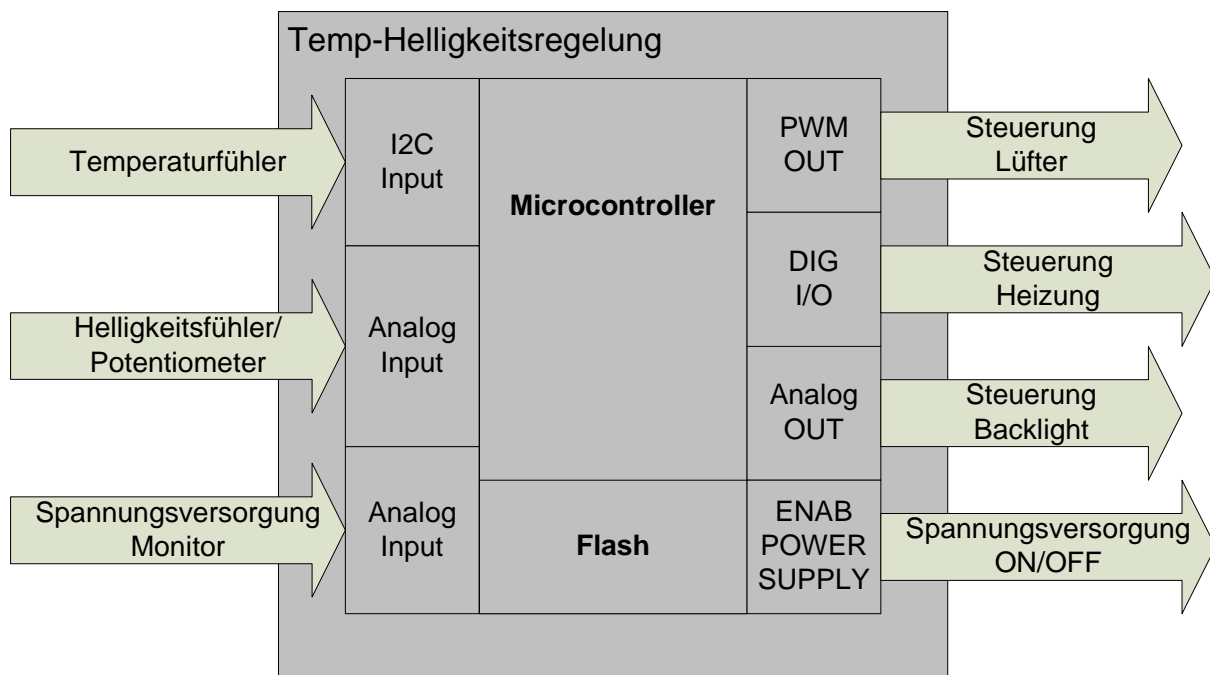 Temp-Helligkeitsregelung
Temperaturfühler
I2C
Input
Microcontroller
PWM
OUT
Steuerung
Lüfter
DIG
I/O
Steuerung
Heizung
Helligkeitsfühler/
Potentiometer
Analog
Input
Analog
OUT
Steuerung
Backlight
Spannungsversorgung
Monitor
Analog
Input
Flash
ENAB
POWER
SUPPLY
Spannungsversorgung
ON/OFF